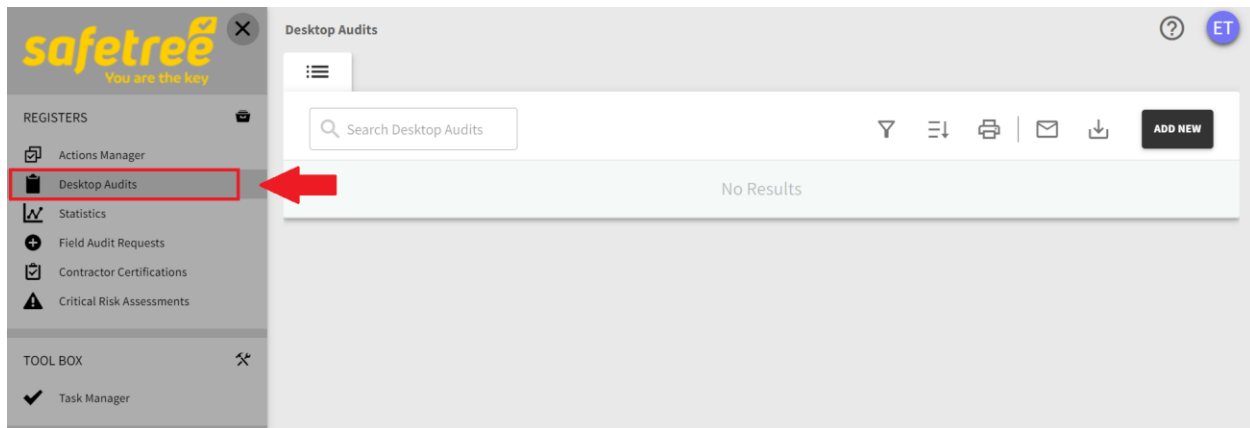 safetree
You are the key
REGISTERS
Actions Manager
Desktop Audits
Statistics
Field Audit Requests
Contractor Certifications
Critical Risk Assessments
TOOL BOX
Task Manager
Desktop Audits
ET
Search Desktop Audits
ADD NEW
No Results